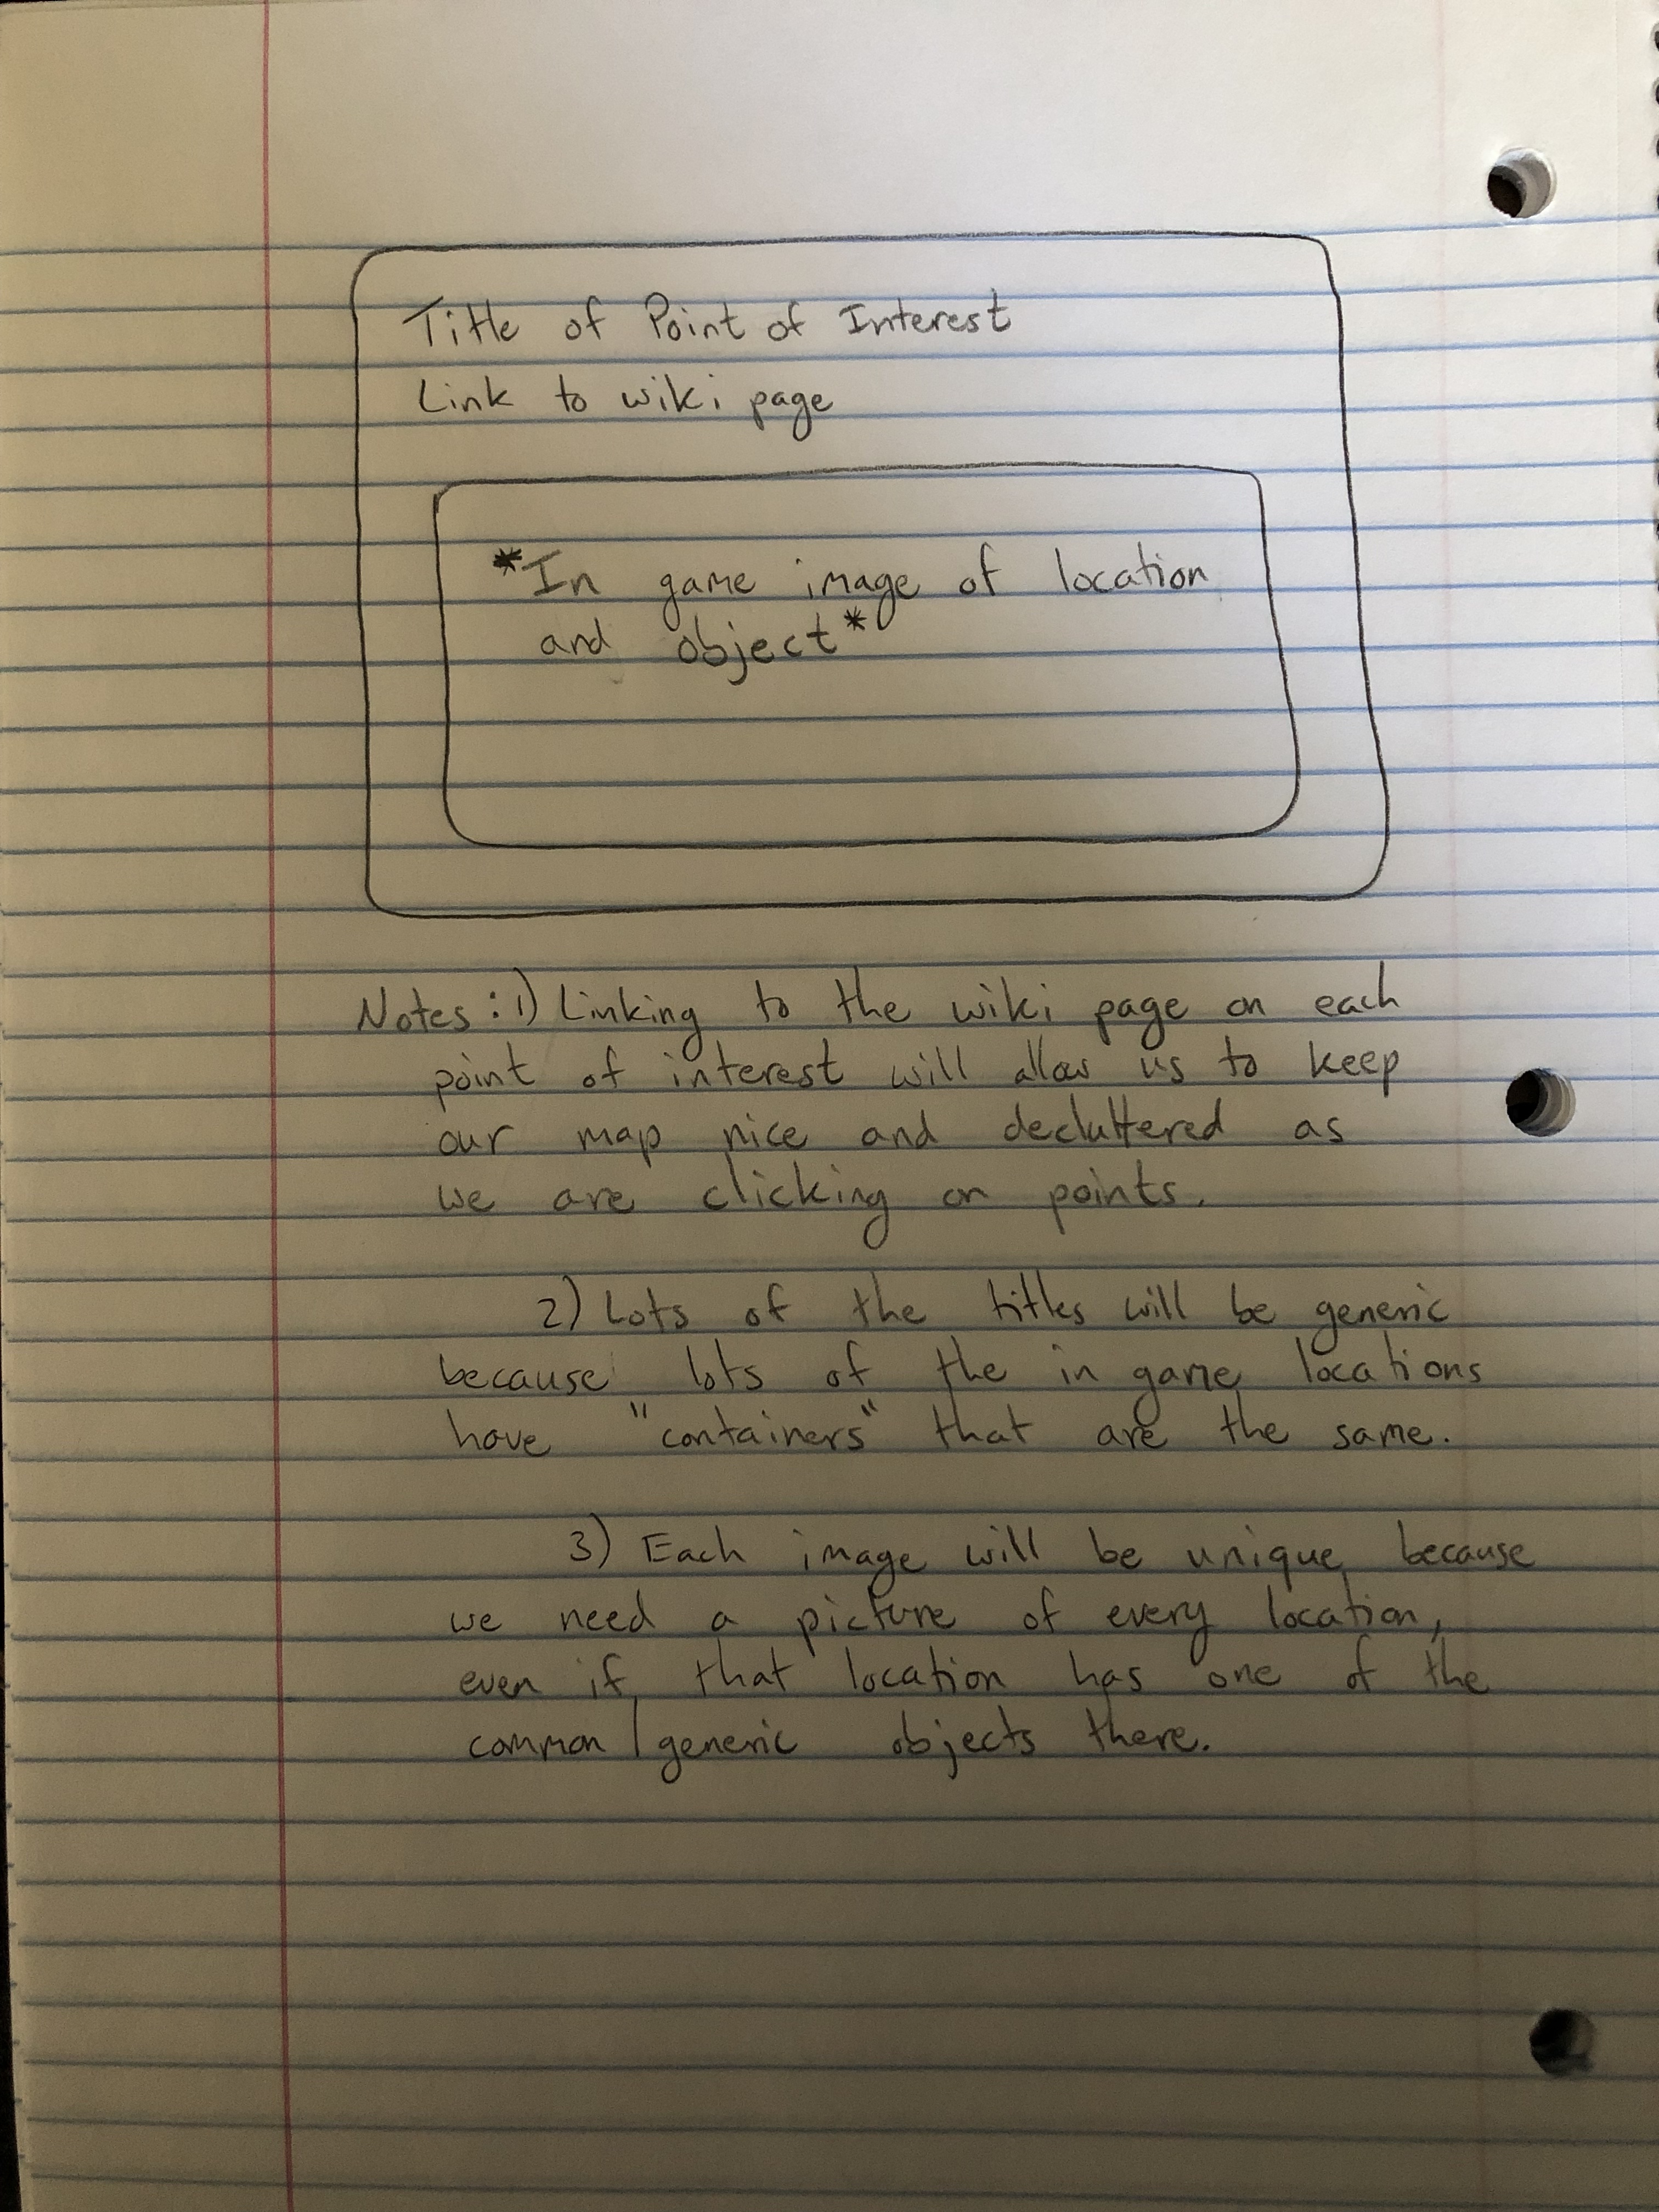 Title of Point of Interest
Link to wiki page
*In game image of location
and object*
Notes: 1) Linking to the wiki page on each
point of interest will allow us to keep
our map nice and decluttered as
we are clicking on points.
2) Lots of the titles will be generic
because lots of the in game locations
have "containers" that are the same.
3) Each image will be unique because
we need a picture of every location,
even if that location has one of the
common/generic objects there.